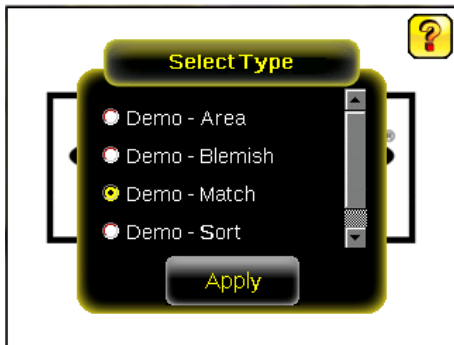 ?
Select Type
Demo - Area
Demo - Blemish
Demo - Match
Demo - Sort
Apply